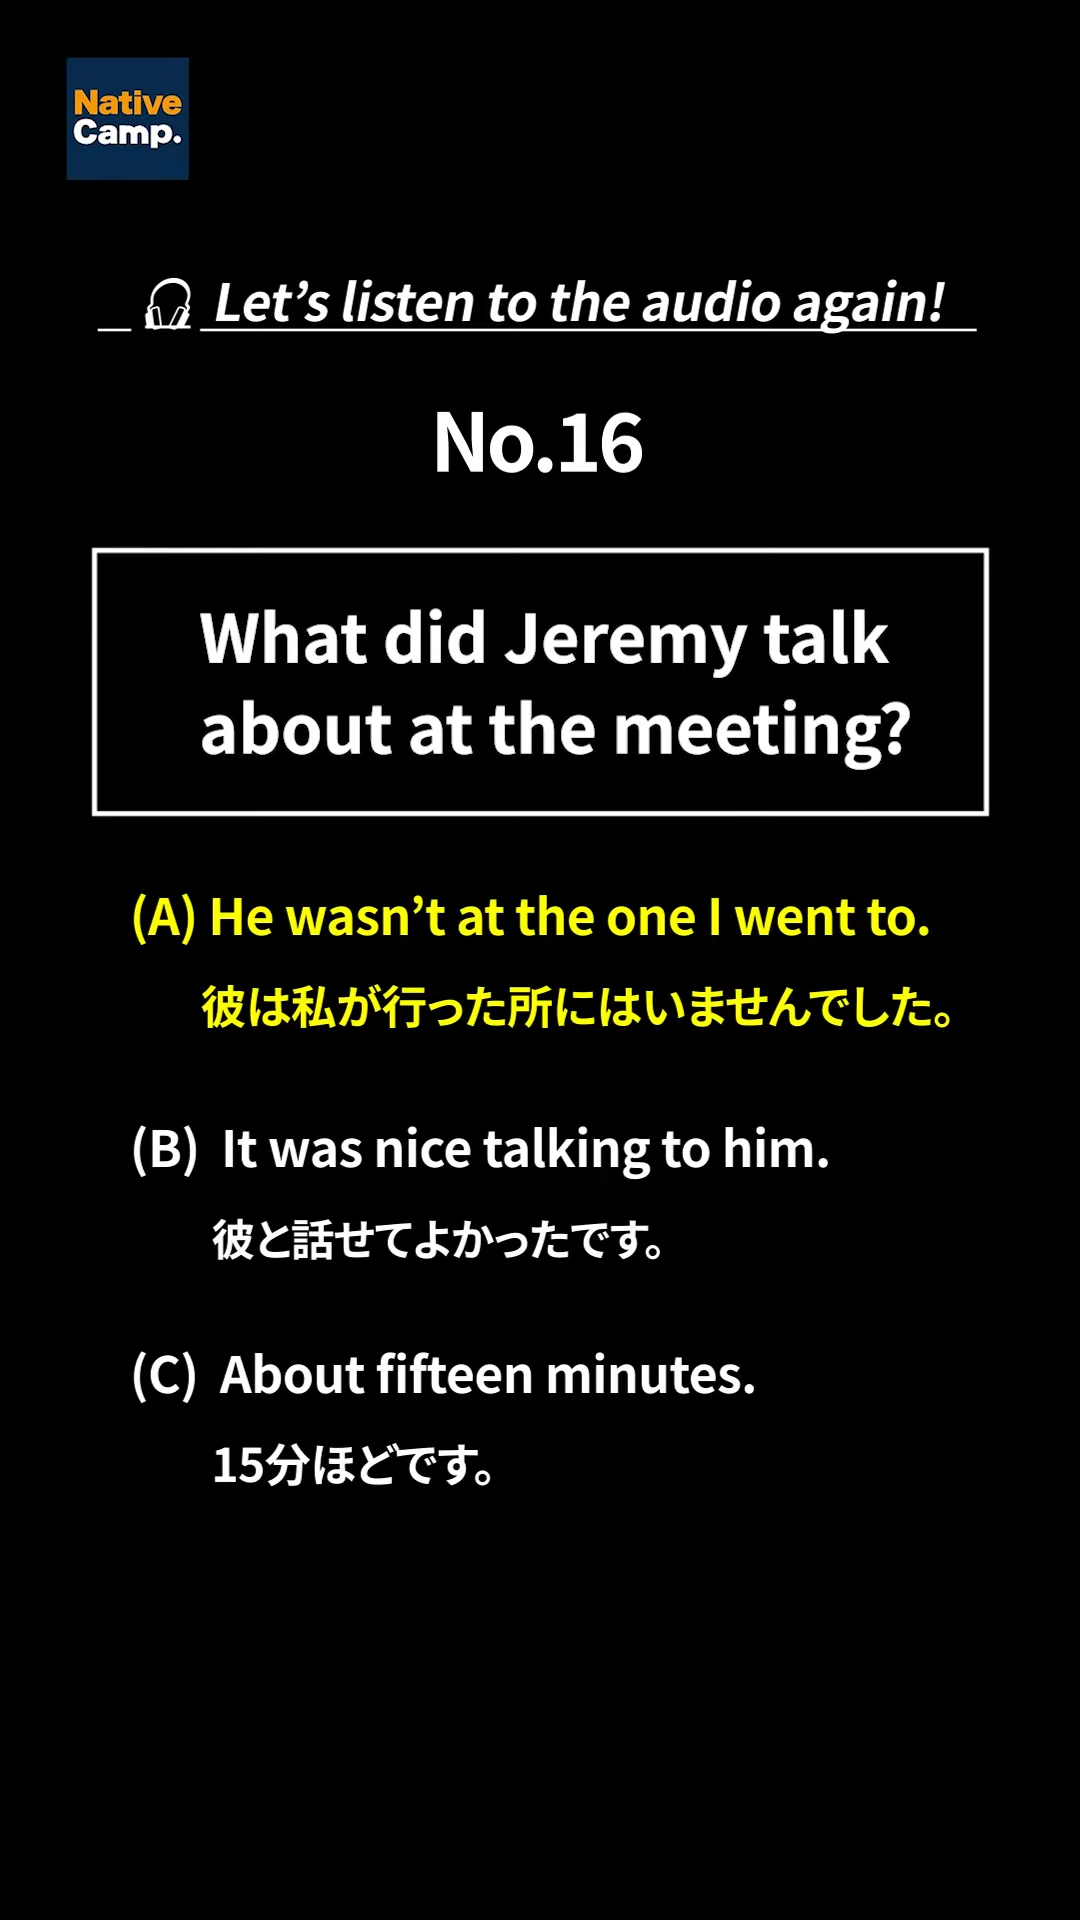 Native
Camp.
Let’s listen to the audio again!
No.16
What did Jeremy talk
about at the meeting?
(A) He wasn’t at the one I went to.
彼は私が行った所にはいませんでした。
(B) It was nice talking to him.
彼と話せてよかったです。
(C) About fifteen minutes.
15分ほどです。